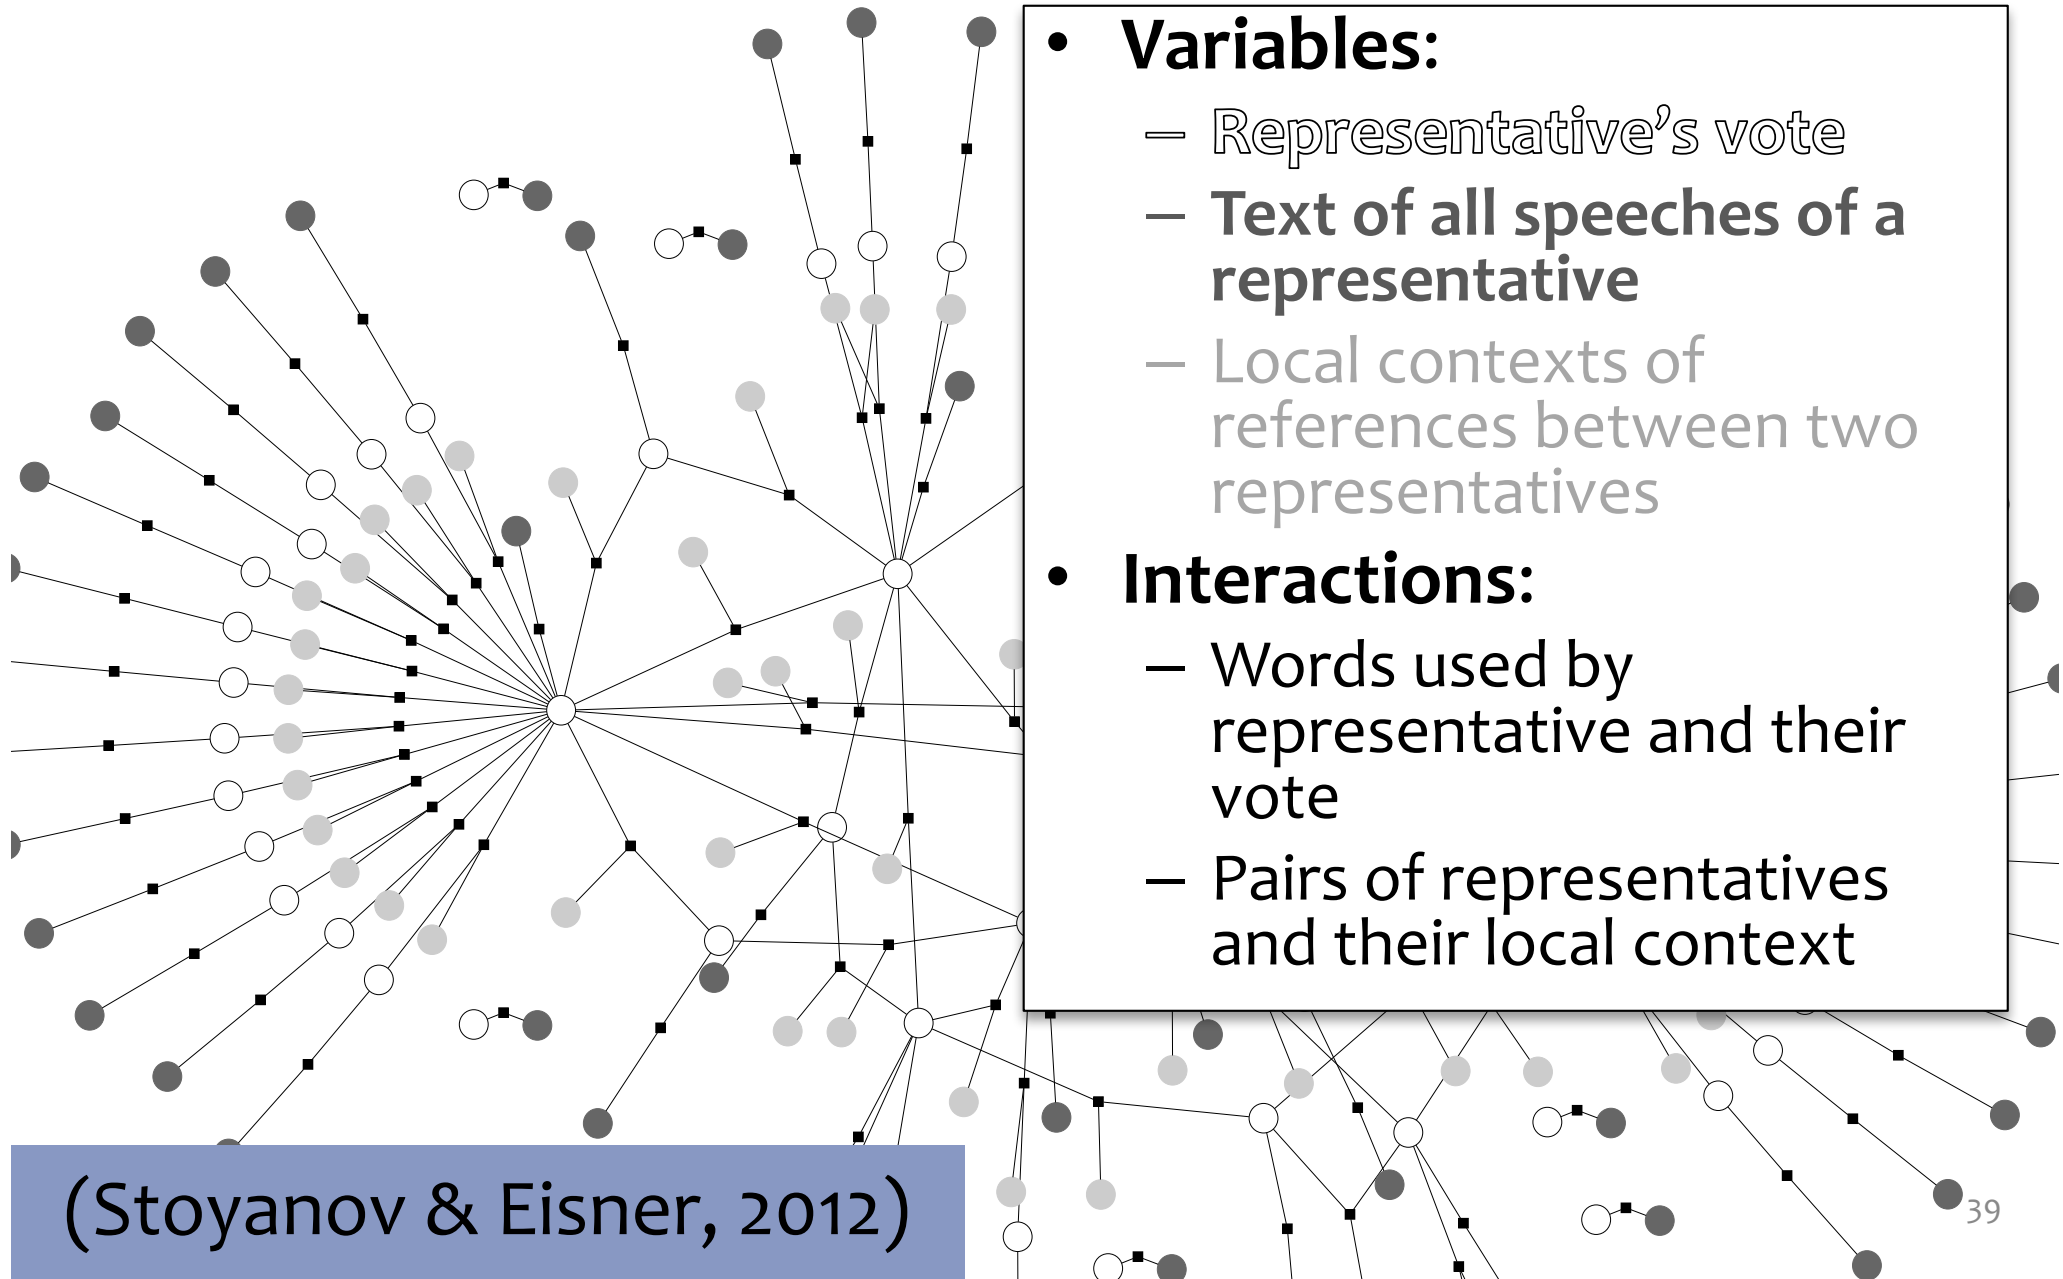 • Variables:
– Representative’s vote
– Text of all speeches of a
representative
– Local contexts of
references between two
representatives
• Interactions:
– Words used by
representative and their
vote
– Pairs of representatives
and their local context
(Stoyanov & Eisner, 2012)
39